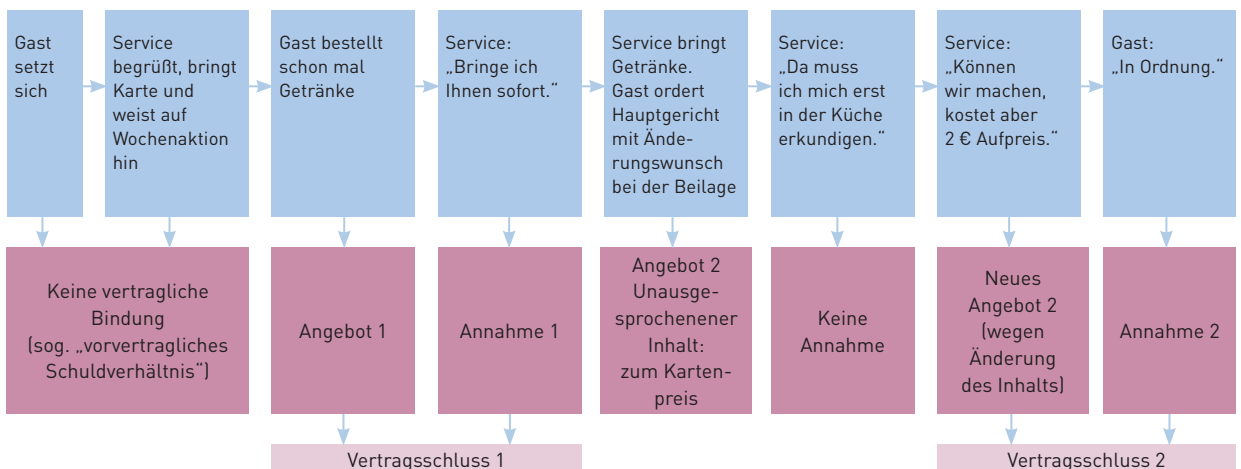 Gast
setzt
sich
Service
begrüßt, bringt
Karte und
weist auf
Wochenaktion
hin
Gast bestellt
schon mal
Getränke
Service:
„Bringe ich
Ihnen sofort.“
Service bringt
Getränke.
Gast ordert
Hauptgericht
mit Ände-
rungswunsch
bei der Beilage
Service:
„Da muss
ich mich erst
in der Küche
erkundigen.“
Service:
„Können
wir machen,
kostet aber
2 € Aufpreis.“
Gast:
„In Ordnung.“
Keine vertragliche
Bindung
(sog. „vorvertragliches
Schuldverhältnis“)
Angebot 1
Annahme 1
Angebot 2
Unausge-
sprochenener
Inhalt:
zum Karten-
preis
Keine
Annahme
Neues
Angebot 2
(wegen
Änderung
des Inhalts)
Annahme 2
Vertragsschluss 1
Vertragsschluss 2